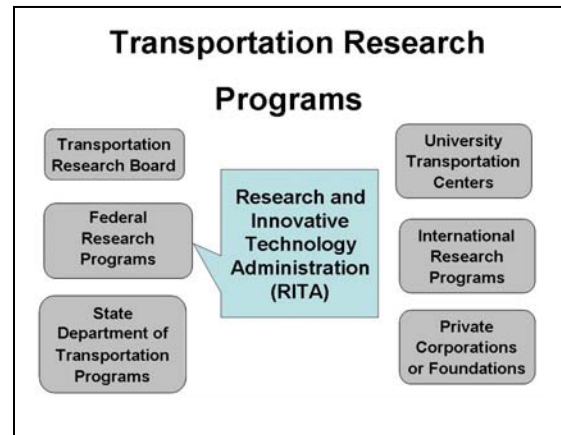 Transportation Research
Programs
Transportation
Research Board
Federal
Research
Programs
State
Department of
Transportation
Programs
Research and
Innovative
Technology
Administration
(RITA)
University
Transportation
Centers
International
Research
Programs
Private
Corporations
or Foundations